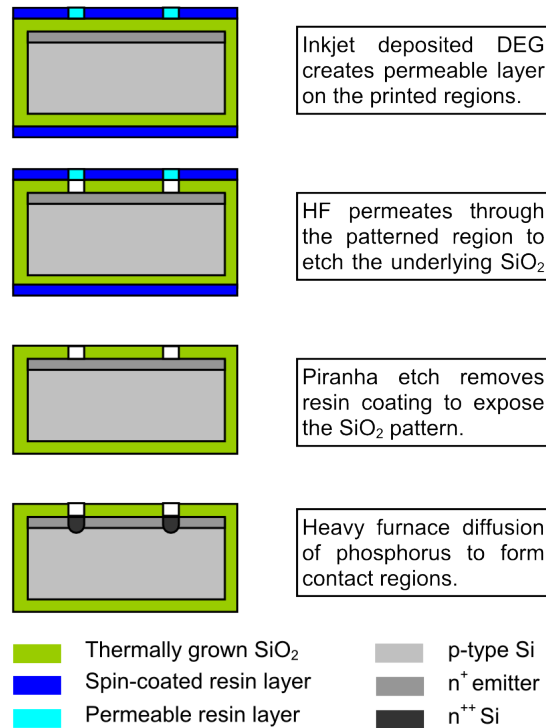 Inkjet deposited DEG
creates permeable layer
on the printed regions.
HF permeates through
the patterned region to
etch the underlying SiO₂
Piranha etch removes
resin coating to expose
the SiO₂ pattern.
Heavy furnace diffusion
of phosphorus to form
contact regions.
Thermally grown SiO₂
Spin-coated resin layer
Permeable resin layer
p-type Si
n⁺ emitter
n⁺⁺ Si